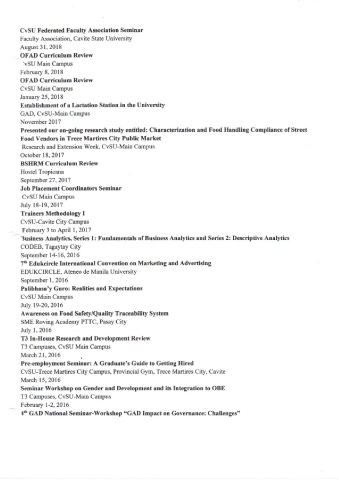 CvSU Federated Faculty Association Seminar
Faculty Association, Cavite State University
August 31, 2018
OFAD Curriculum Review
vSU Main Campus
February 8, 2018
OFAD Curriculum Review
CvSU Main Campus
January 25, 2018
Establishment of a Lactation Station in the University
GAD, CvSU-Main Campus
November 2017
Presented our on-going research study entitled: Characterization and Food Handling Compliance of Street
Food Vendors in Trece Martires City Public Market
Research and Extension Week, CvSU-Main Campus
October 18, 2017
BSHRM Curriculum Review
Hostel Tropicana
September 27, 2017
Job Placement Coordinators Seminar
CvSU Main Campus
July 18-19, 2017
Trainers Methodology I
CvSU-Cavite City Campus
February 3 to April 1, 2017
Business Analytics, Series 1: Fundamentals of Business Analytics and Series 2: Descriptive Analytics
CODEB, Tagaytay City
September 14-16, 2016
7th Edukcircle International Convention on Marketing and Advertising
EDUKCIRCLE, Ateneo de Manila University
September 1, 2016
Palibhasa'y Guro: Realities and Expectations
CvSU Main Campus
July 19-20, 2016
Awareness on Food Safety/Quality Traceability System
SME Roving Academy PTTC, Pasay City
July 1, 2016
T3 In-House Research and Development Review
T3 Campuses, CvSU Main Campus
March 21, 2016
Pre-employment Seminar: A Graduate's Guide to Getting Hired
CvSU-Trece Martires City Campus, Provincial Gym, Trece Martires City, Cavite
March 15, 2016
Seminar Workshop on Gender and Development and its Integration to OBE
T3 Campuses, CvSU-Main Campus
February 1-2, 2016
4th GAD National Seminar-Workshop "GAD Impact on Governance: Challenges"